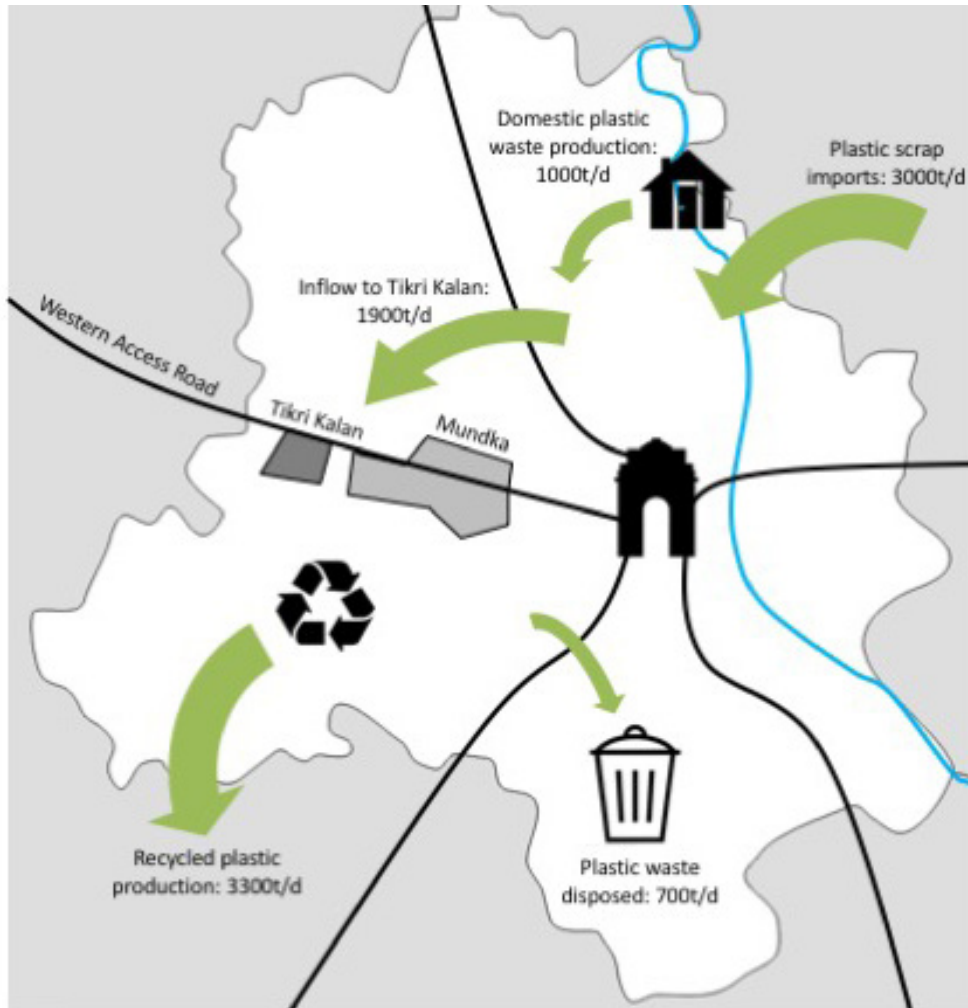 Domestic plastic
waste production:
1000t/d
Plastic scrap
imports: 3000t/d
Inflow to Tikri Kalan:
1900t/d
Western Access Road
Tikri Kalan
Mundka
Recycled plastic
production: 3300t/d
Plastic waste
disposed: 700t/d